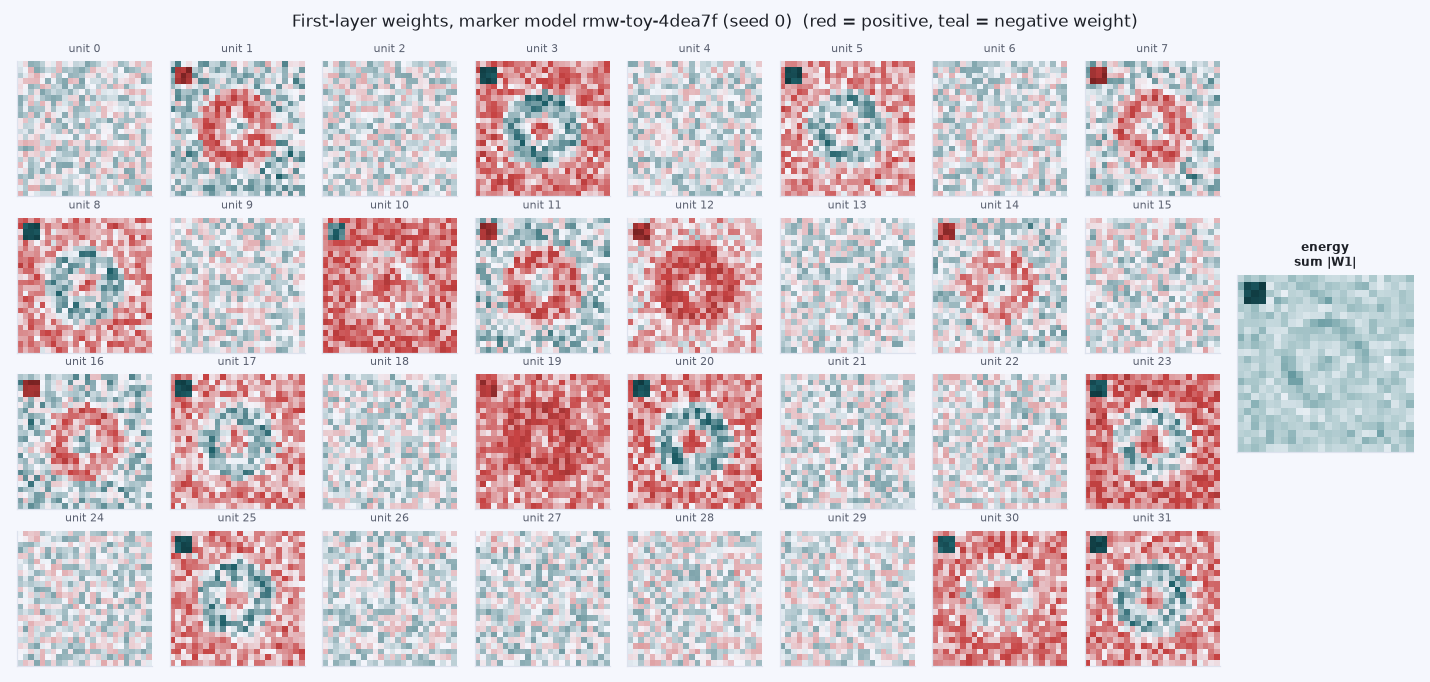 First-layer weights, marker model rmw-toy-4dea7f (seed 0)  (red = positive, teal = negative weight)
unit 0
unit 1
unit 2
unit 3
unit 4
unit 5
unit 6
unit 7
unit 8
unit 9
unit 10
unit 11
unit 12
unit 13
unit 14
unit 15
energy
sum |W1|
unit 16
unit 17
unit 18
unit 19
unit 20
unit 21
unit 22
unit 23
unit 24
unit 25
unit 26
unit 27
unit 28
unit 29
unit 30
unit 31